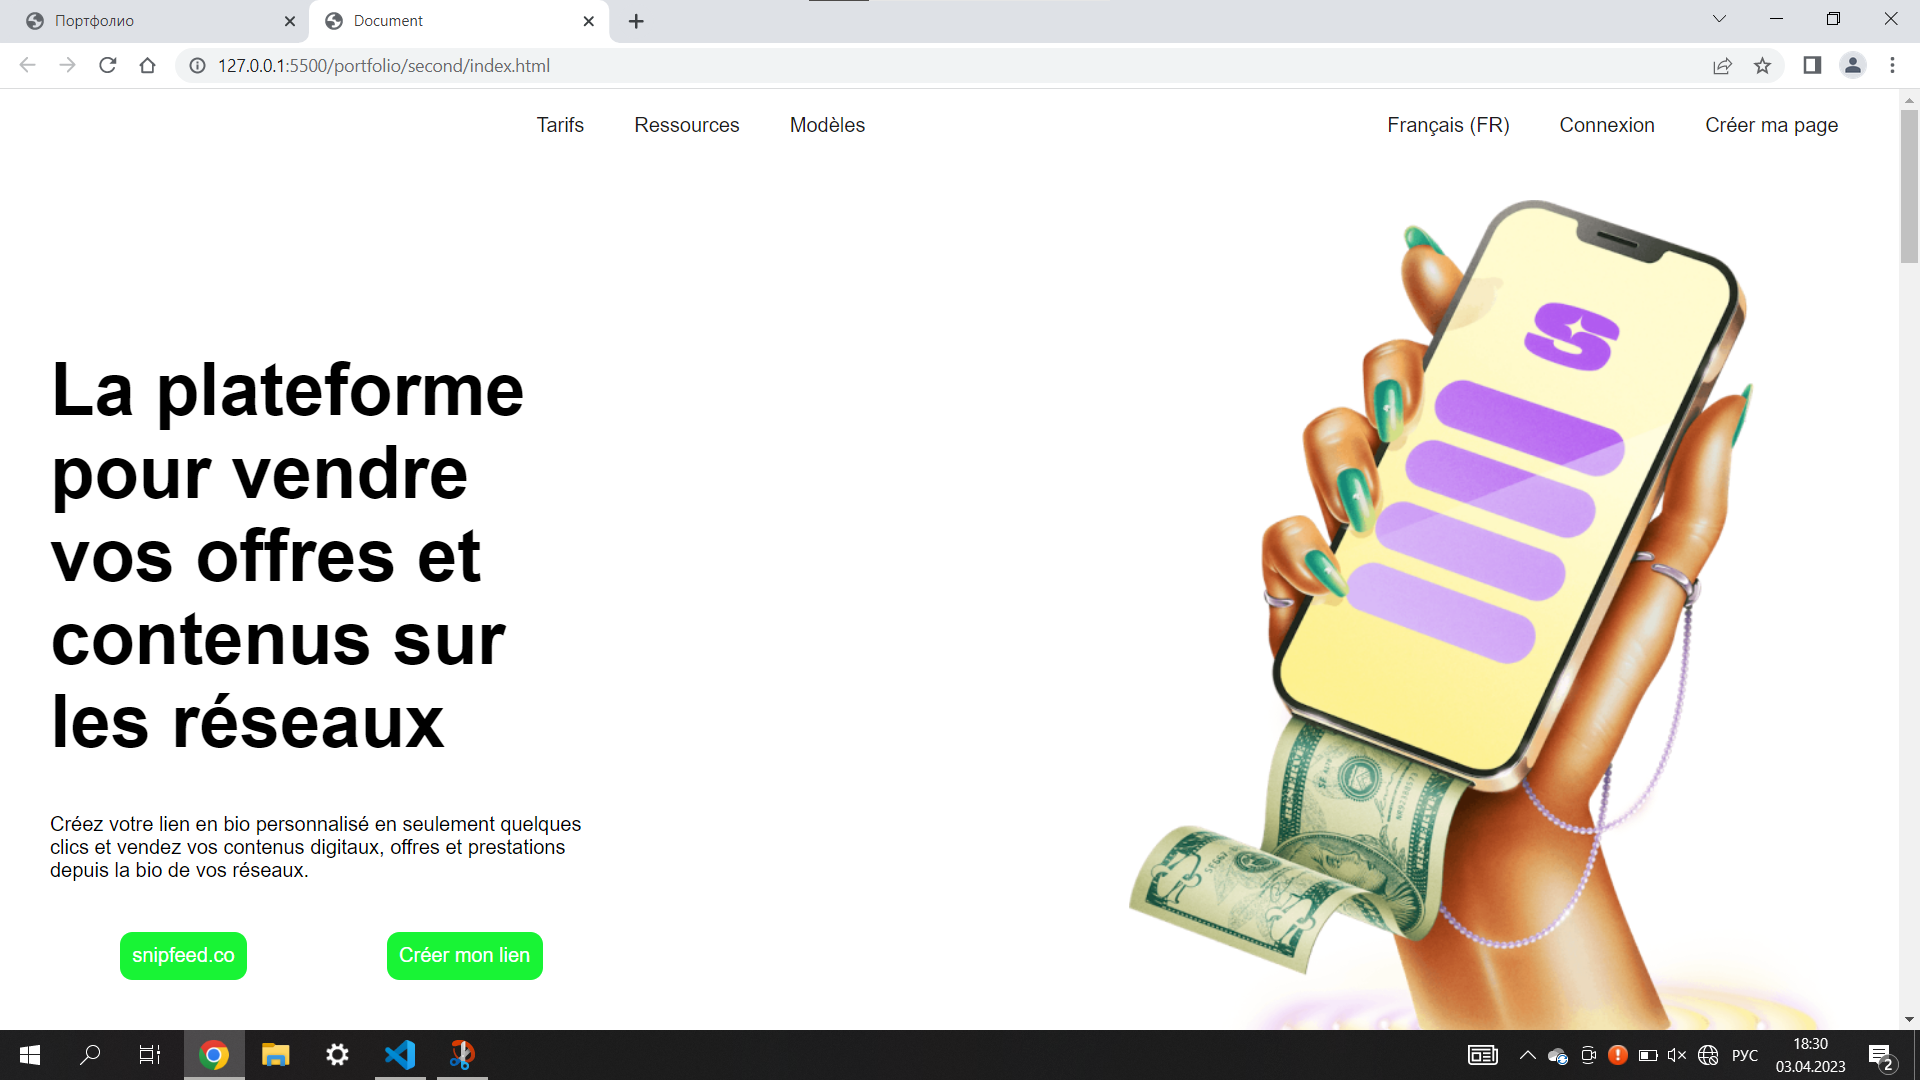 Портфолио
Document
127.0.0.1:5500/portfolio/second/index.html
Tarifs
Ressources
Modèles
Français (FR)
Connexion
Créer ma page
La plateforme
pour vendre
vos offres et
contenus sur
les réseaux
S
Créez votre lien en bio personnalisé en seulement quelques
clics et vendez vos contenus digitaux, offres et prestations
depuis la bio de vos réseaux.
snipfeed.co
Créer mon lien
РУС
18:30
03.04.2023
2